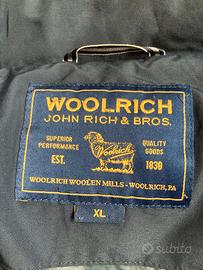 WOOLRICH
JOHN RICH & BROS.
SUPERIOR PERFORMANCE
QUALITY GOODS
Woolrich
EST. 1830
WOOLRICH WOOLEN MILLS - WOOLRICH, PA
XL
subito